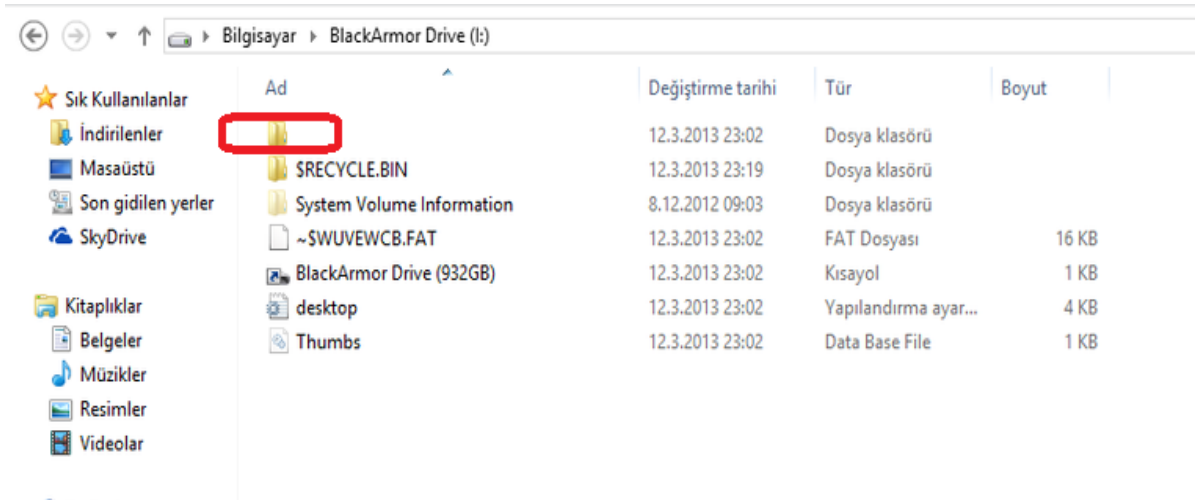 Bilgisayar BlackArmor Drive (I:)
Ad Değiştirme tarihi Tür Boyut
Sık Kullanılanlar
İndirilenler
Masaüstü
Son gidilen yerler
SkyDrive
Kitaplıklar
Belgeler
Müzikler
Resimler
Videolar
12.3.2013 23:02 Dosya klasörü
$RECYCLE.BIN 12.3.2013 23:19 Dosya klasörü
System Volume Information 8.12.2012 09:03 Dosya klasörü
~$WUVEWCB.FAT 12.3.2013 23:02 FAT Dosyası 16 KB
BlackArmor Drive (932GB) 12.3.2013 23:02 Kısayol 1 KB
desktop 12.3.2013 23:02 Yapılandırma ayar... 4 KB
Thumbs 12.3.2013 23:02 Data Base File 1 KB